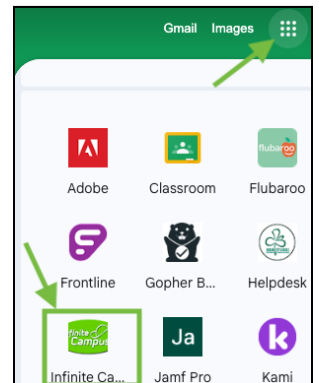 Gmail Images
flubaroo
Adobe Classroom Flubaroo
Frontline Gopher B... Helpdesk
Infinite
Campus
Ja
Infinite Ca... Jamf Pro Kami